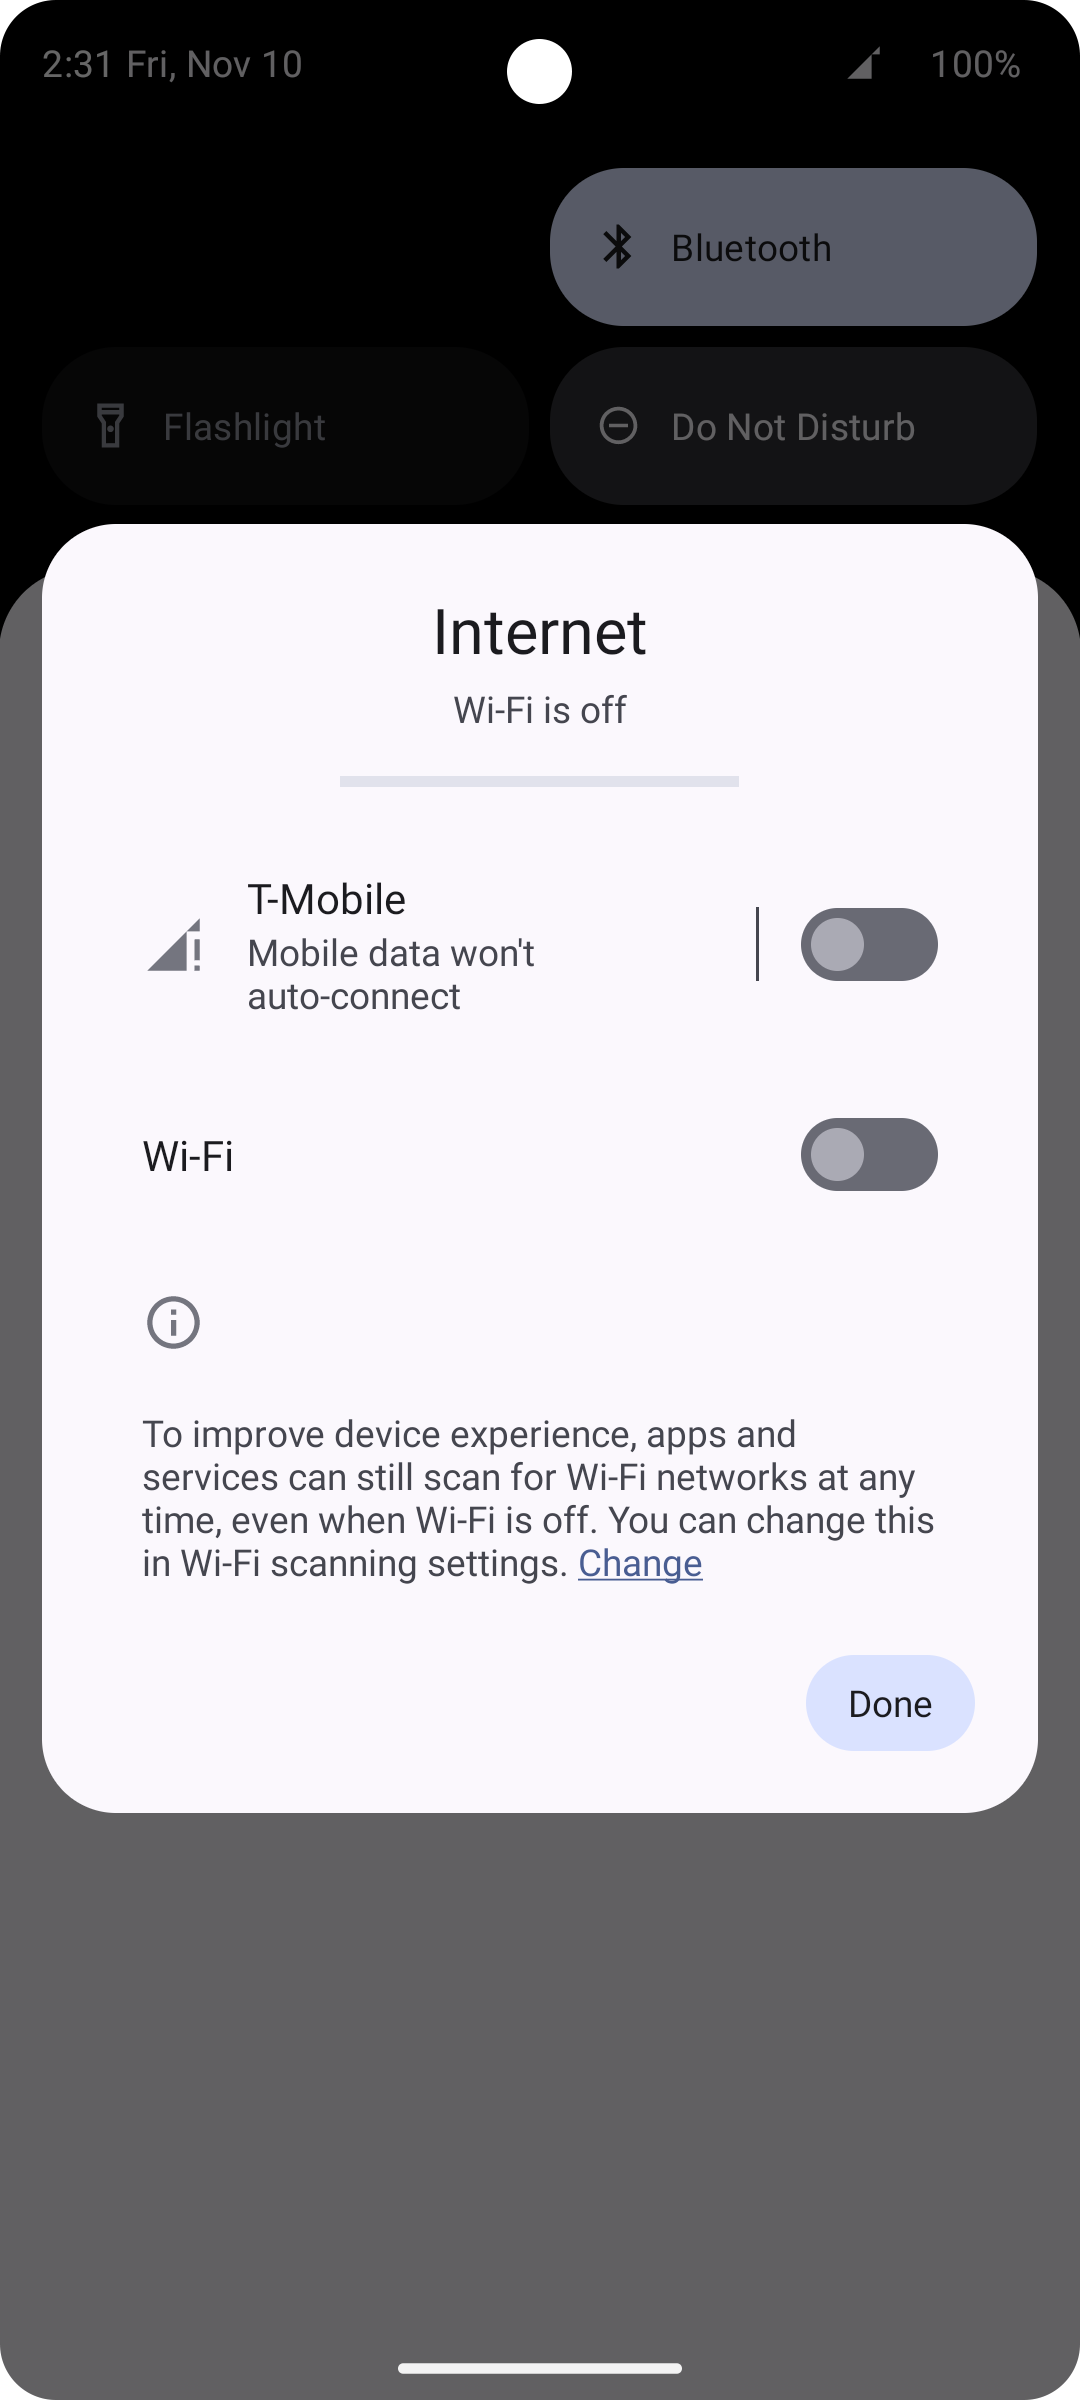 2:31 Fri, Nov 10
100%
Bluetooth
Flashlight
Do Not Disturb
Internet
Wi-Fi is off
T-Mobile
Mobile data won't
auto-connect
Wi-Fi
To improve device experience, apps and
services can still scan for Wi-Fi networks at any
time, even when Wi-Fi is off. You can change this
in Wi-Fi scanning settings. Change
Done